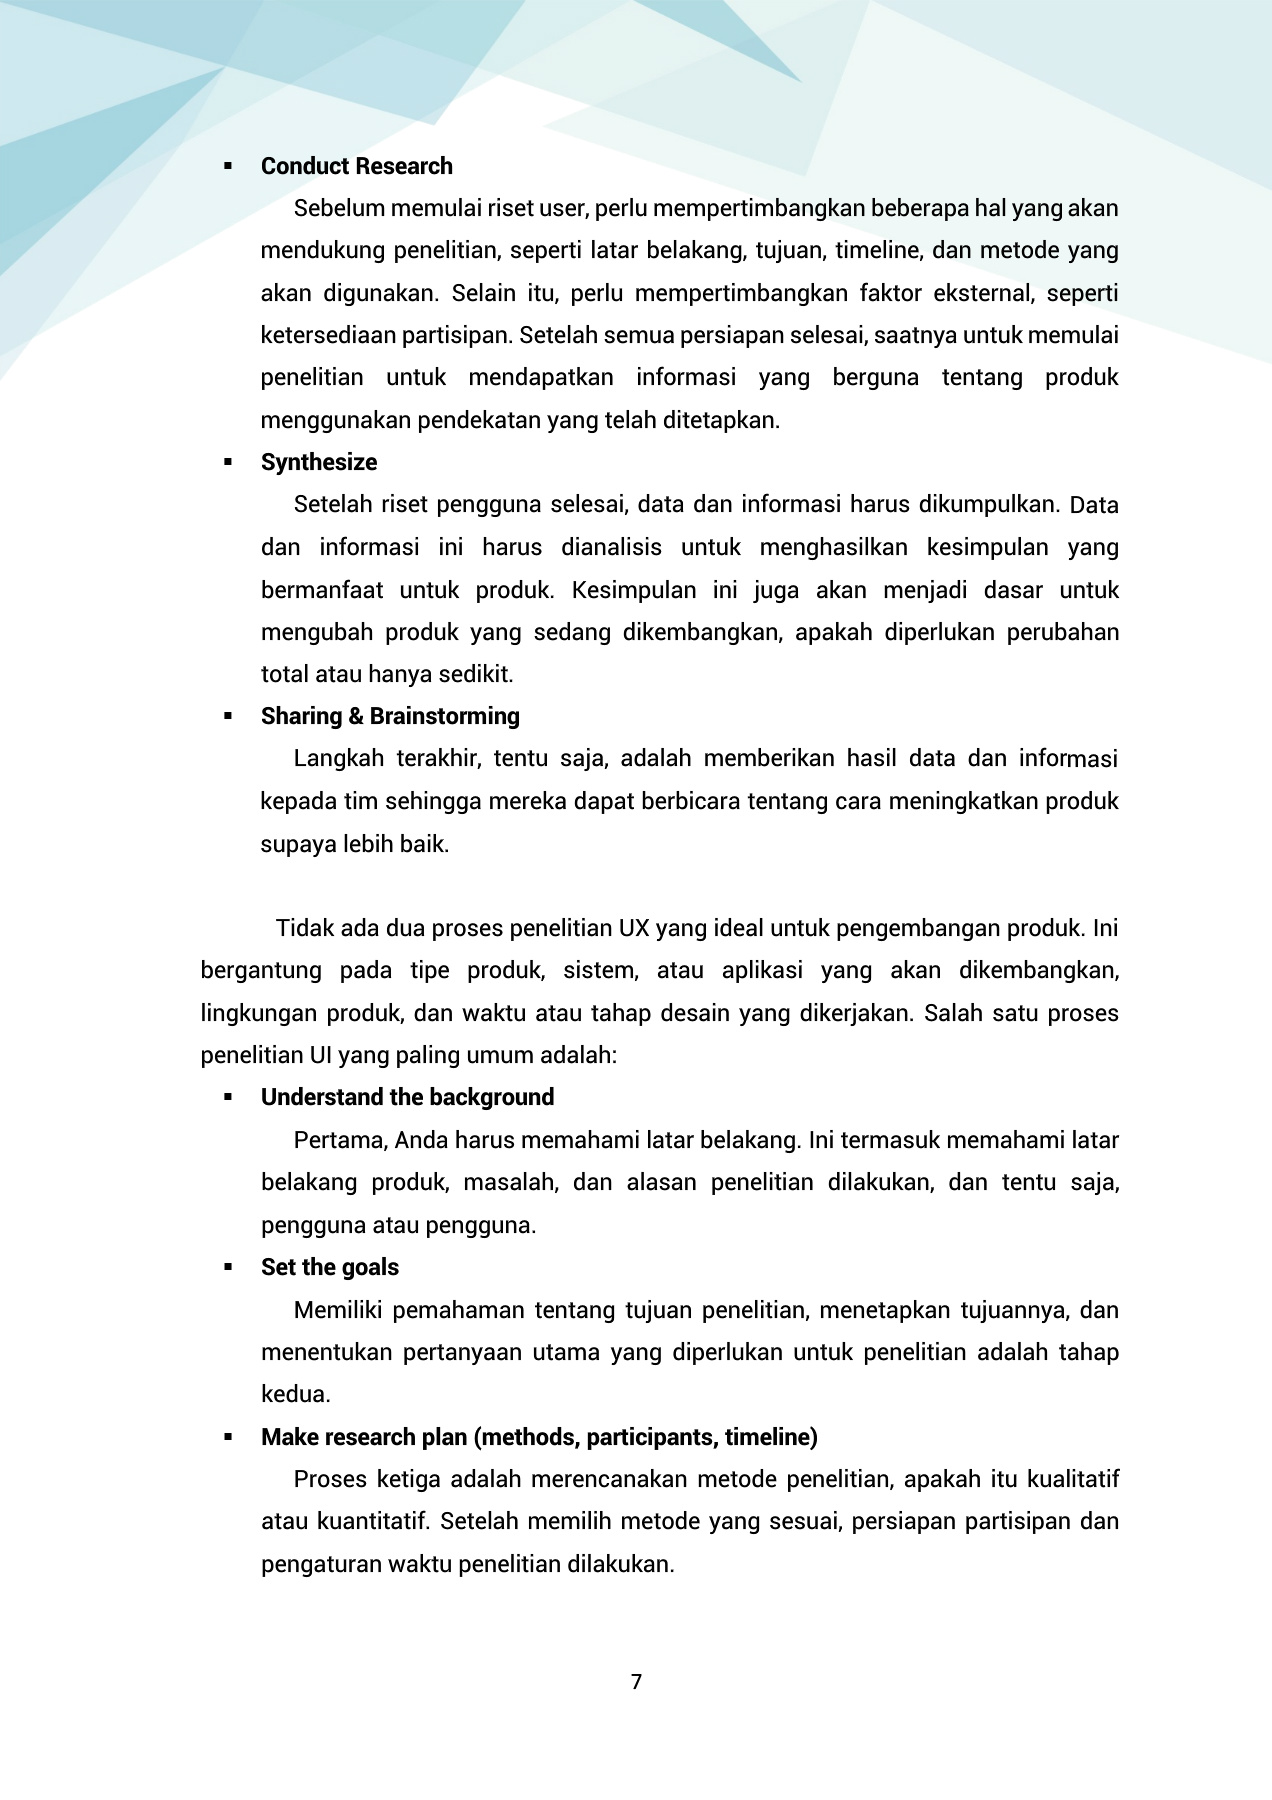 ▪ Conduct Research
Sebelum memulai riset user, perlu mempertimbangkan beberapa hal yang akan
mendukung penelitian, seperti latar belakang, tujuan, timeline, dan metode yang
akan digunakan. Selain itu, perlu mempertimbangkan faktor eksternal, seperti
ketersediaan partisipan. Setelah semua persiapan selesai, saatnya untuk memulai
penelitian untuk mendapatkan informasi yang berguna tentang produk
menggunakan pendekatan yang telah ditetapkan.
▪ Synthesize
Setelah riset pengguna selesai, data dan informasi harus dikumpulkan. Data
dan informasi ini harus dianalisis untuk menghasilkan kesimpulan yang
bermanfaat untuk produk. Kesimpulan ini juga akan menjadi dasar untuk
mengubah produk yang sedang dikembangkan, apakah diperlukan perubahan
total atau hanya sedikit.
▪ Sharing & Brainstorming
Langkah terakhir, tentu saja, adalah memberikan hasil data dan informasi
kepada tim sehingga mereka dapat berbicara tentang cara meningkatkan produk
supaya lebih baik.
Tidak ada dua proses penelitian UX yang ideal untuk pengembangan produk. Ini
bergantung pada tipe produk, sistem, atau aplikasi yang akan dikembangkan,
lingkungan produk, dan waktu atau tahap desain yang dikerjakan. Salah satu proses
penelitian UI yang paling umum adalah:
▪ Understand the background
Pertama, Anda harus memahami latar belakang. Ini termasuk memahami latar
belakang produk, masalah, dan alasan penelitian dilakukan, dan tentu saja,
pengguna atau pengguna.
▪ Set the goals
Memiliki pemahaman tentang tujuan penelitian, menetapkan tujuannya, dan
menentukan pertanyaan utama yang diperlukan untuk penelitian adalah tahap
kedua.
▪ Make research plan (methods, participants, timeline)
Proses ketiga adalah merencanakan metode penelitian, apakah itu kualitatif
atau kuantitatif. Setelah memilih metode yang sesuai, persiapan partisipan dan
pengaturan waktu penelitian dilakukan.
7